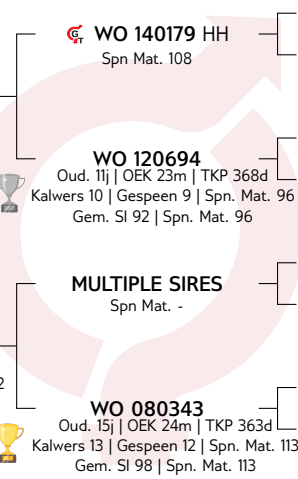 WO 140179 HH
Spn Mat. 108
WO 120694
Oud. 11j | OEK 23m | TKP 368d
Kalwers 10 | Gespeen 9 | Spn. Mat. 96
Gem. SI 92 | Spn. Mat. 96
MULTIPLE SIRES
Spn Mat. -
2
WO 080343
Oud. 15j | OEK 24m | TKP 363d
Kalwers 13 | Gespeen 12 | Spn. Mat. 113
Gem. SI 98 | Spn. Mat. 113